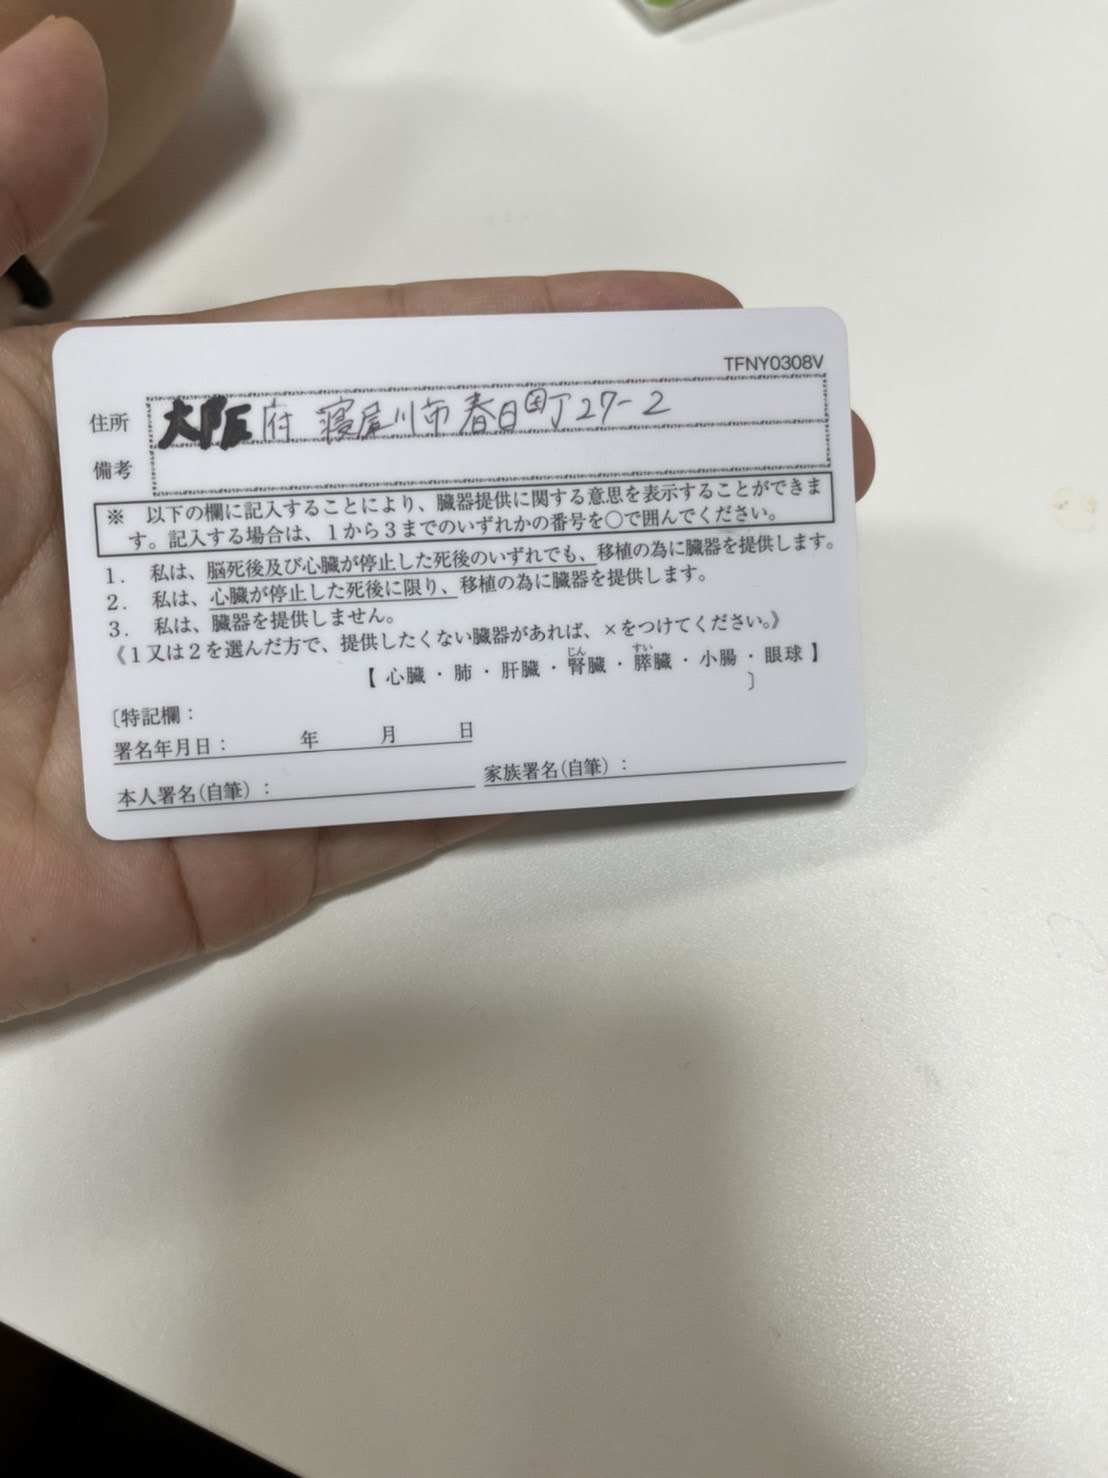 TFNY0308V
住所 大阪府 寝屋川市春日町27-2
備考
※ 以下の欄に記入することにより、臓器提供に関する意思を表示することができま
す。記入する場合は、1から3までのいずれかの番号を○で囲んでください。
1. 私は、脳死後及び心臓が停止した死後のいずれでも、移植の為に臓器を提供します。
2. 私は、心臓が停止した死後に限り、移植の為に臓器を提供します。
3. 私は、臓器を提供しません。
《1又は2を選んだ方で、提供したくない臓器があれば、×をつけてください。》
じん すい
【 心臓 ・ 肺 ・ 肝臓 ・ 腎臓 ・ 膵臓 ・ 小腸 ・ 眼球 】
〔特記欄： 〕
署名年月日： 年 月 日
本人署名(自筆)： 家族署名(自筆)：